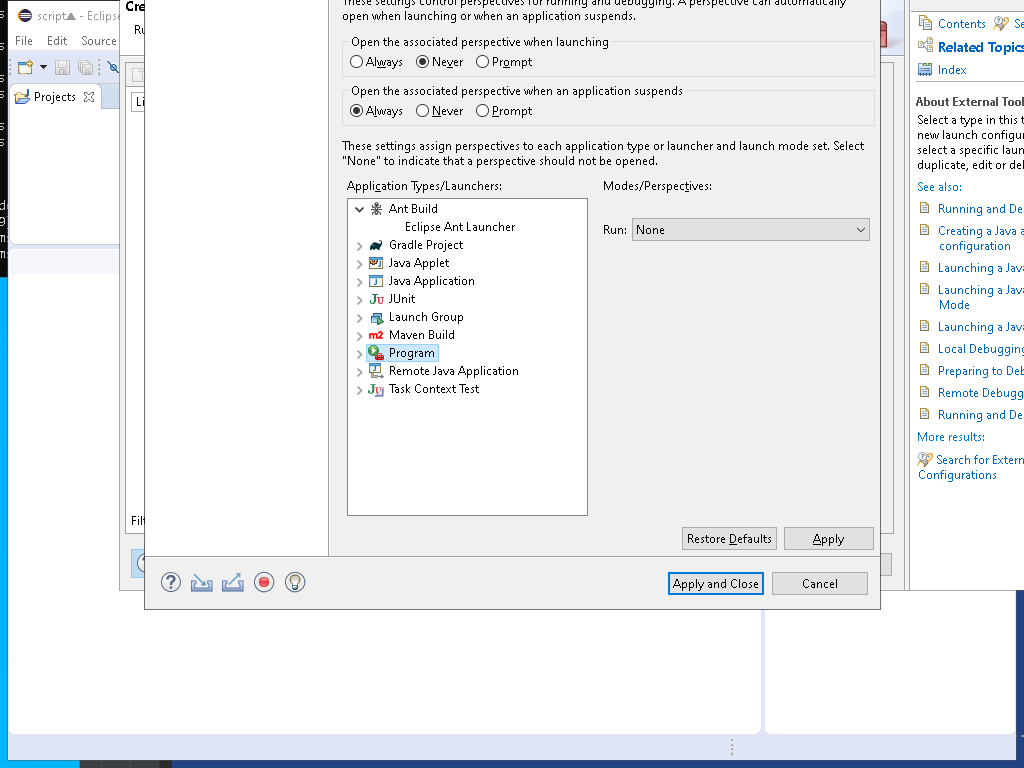 script - Eclipse
File Edit Source
Projects
Cre
Ru
Li
Filt
These settings control perspectives for running and debugging. A perspective can automatically
open when launching or when an application suspends.
Open the associated perspective when launching
Always Never Prompt
Open the associated perspective when an application suspends
Always Never Prompt
These settings assign perspectives to each application type or launcher and launch mode set. Select
"None" to indicate that a perspective should not be opened.
Application Types/Launchers:
Modes/Perspectives:
Ant Build
Eclipse Ant Launcher
Gradle Project
Java Applet
Java Application
JUnit
Launch Group
Maven Build
Program
Remote Java Application
Task Context Test
Run: None
Restore Defaults
Apply
Apply and Close
Cancel
Contents Se
Related Topics
Index
About External Tool
Select a type in this t
new launch configur
select a specific laun
duplicate, edit or del
See also:
Running and De
Creating a Java a
configuration
Launching a Java
Launching a Java
Mode
Launching a Java
Local Debugging
Preparing to Deb
Remote Debugg
Running and De
More results:
Search for Extern
Configurations